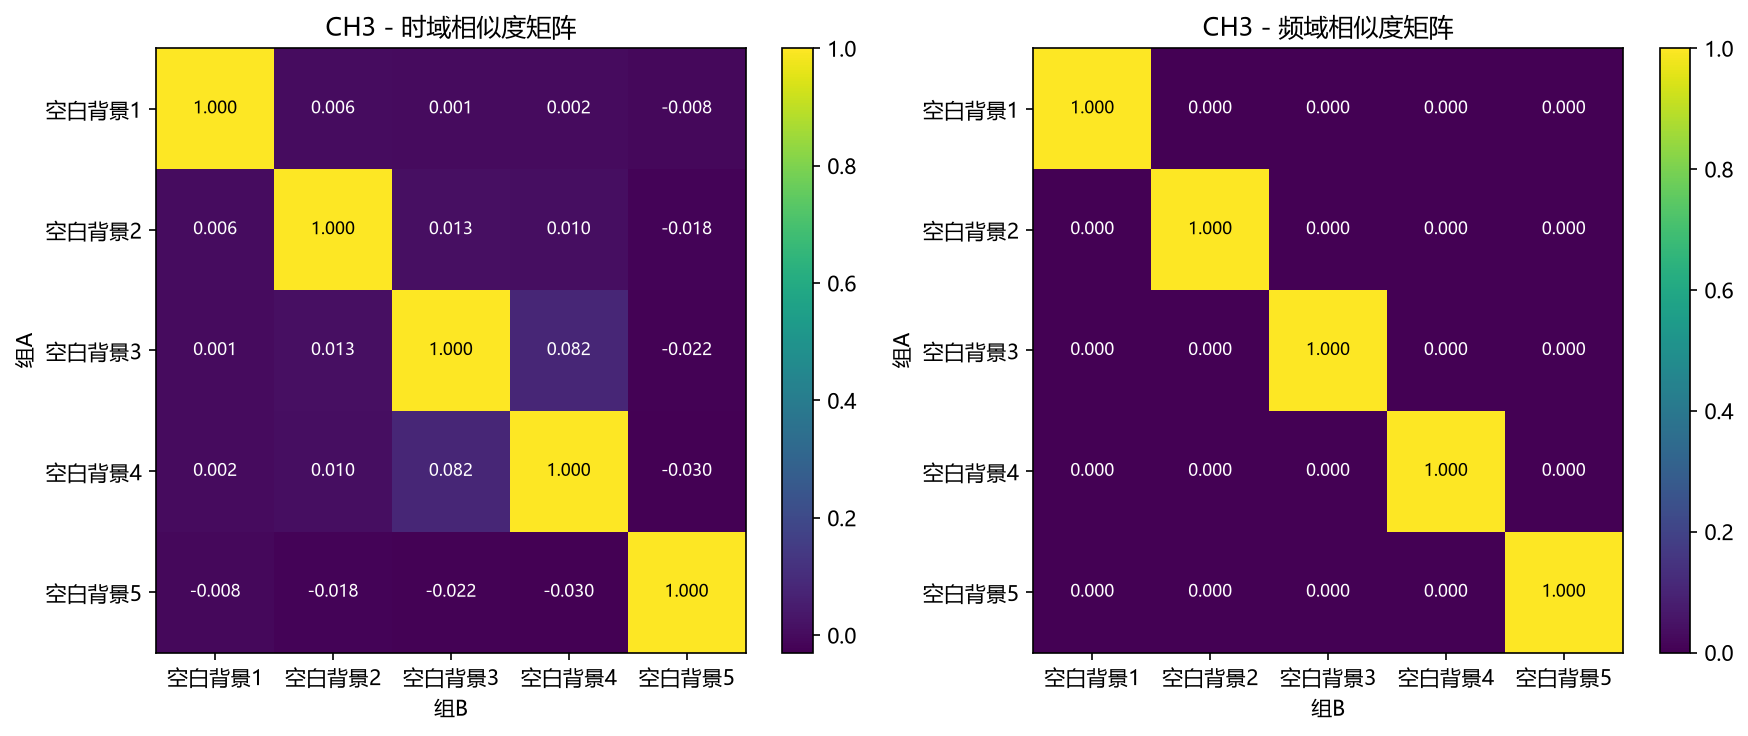 CH3 - 时域相似度矩阵
组A
空白背景1 1.000 0.006 0.001 0.002 -0.008
空白背景2 0.006 1.000 0.013 0.010 -0.018
空白背景3 0.001 0.013 1.000 0.082 -0.022
空白背景4 0.002 0.010 0.082 1.000 -0.030
空白背景5 -0.008 -0.018 -0.022 -0.030 1.000
空白背景1 空白背景2 空白背景3 空白背景4 空白背景5
组B
1.0
0.8
0.6
0.4
0.2
0.0
CH3 - 频域相似度矩阵
组A
空白背景1 1.000 0.000 0.000 0.000 0.000
空白背景2 0.000 1.000 0.000 0.000 0.000
空白背景3 0.000 0.000 1.000 0.000 0.000
空白背景4 0.000 0.000 0.000 1.000 0.000
空白背景5 0.000 0.000 0.000 0.000 1.000
空白背景1 空白背景2 空白背景3 空白背景4 空白背景5
组B
1.0
0.8
0.6
0.4
0.2
0.0